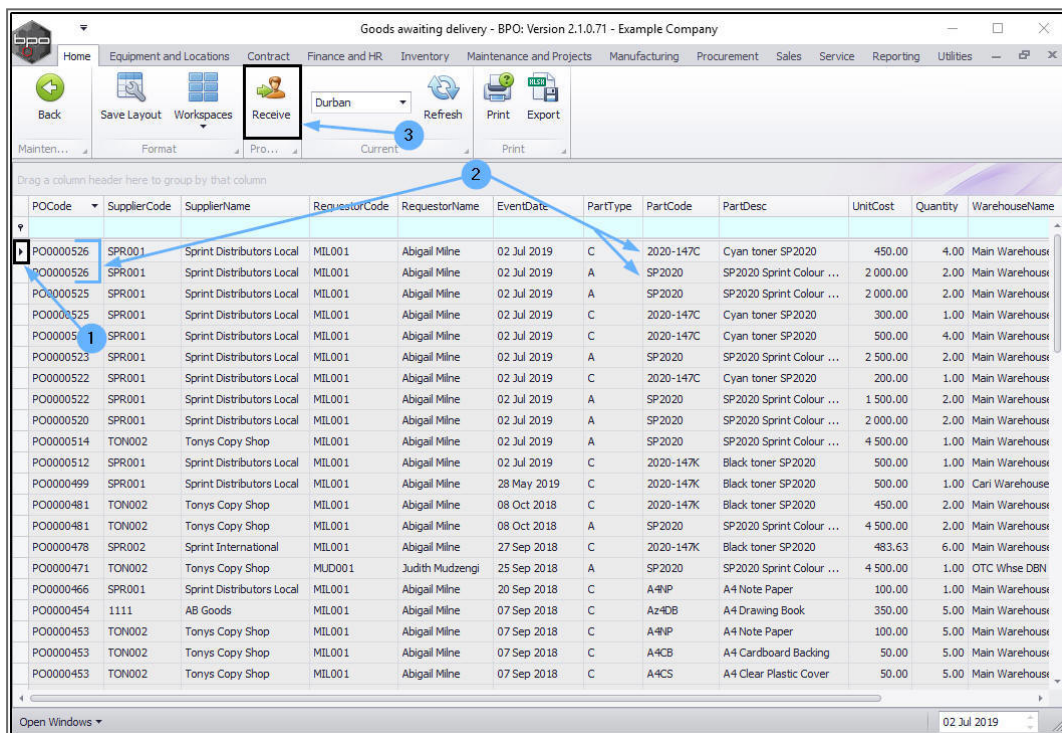 Goods awaiting delivery - BPO: Version 2.1.0.71 - Example Company
bpo
Home Equipment and Locations Contract Finance and HR Inventory Maintenance and Projects Manufacturing Procurement Sales Service Reporting Utilities
Back Save Layout Workspaces Receive Durban Refresh Print Export
3
Mainten... Format Pro... Current Print
2
Drag a column header here to group by that column
POCode SupplierCode SupplierName RequestorCode RequestorName EventDate PartType PartCode PartDesc UnitCost Quantity WarehouseName
PO0000526 SPR001 Sprint Distributors Local MIL001 Abigail Milne 02 Jul 2019 C 2020-147C Cyan toner SP2020 450.00 4.00 Main Warehouse
PO0000526 SPR001 Sprint Distributors Local MIL001 Abigail Milne 02 Jul 2019 A SP2020 SP2020 Sprint Colour ... 2 000.00 2.00 Main Warehouse
PO0000525 SPR001 Sprint Distributors Local MIL001 Abigail Milne 02 Jul 2019 A SP2020 SP2020 Sprint Colour ... 2 000.00 2.00 Main Warehouse
PO0000525 SPR001 Sprint Distributors Local MIL001 Abigail Milne 02 Jul 2019 C 2020-147C Cyan toner SP2020 300.00 1.00 Main Warehouse
1 SPR001 Sprint Distributors Local MIL001 Abigail Milne 02 Jul 2019 C 2020-147C Cyan toner SP2020 500.00 4.00 Main Warehouse
PO0000523 SPR001 Sprint Distributors Local MIL001 Abigail Milne 02 Jul 2019 A SP2020 SP2020 Sprint Colour ... 2 500.00 2.00 Main Warehouse
PO0000522 SPR001 Sprint Distributors Local MIL001 Abigail Milne 02 Jul 2019 C 2020-147C Cyan toner SP2020 200.00 1.00 Main Warehouse
PO0000522 SPR001 Sprint Distributors Local MIL001 Abigail Milne 02 Jul 2019 A SP2020 SP2020 Sprint Colour ... 1 500.00 2.00 Main Warehouse
PO0000520 SPR001 Sprint Distributors Local MIL001 Abigail Milne 02 Jul 2019 A SP2020 SP2020 Sprint Colour ... 2 000.00 2.00 Main Warehouse
PO0000514 TON002 Tonys Copy Shop MIL001 Abigail Milne 02 Jul 2019 A SP2020 SP2020 Sprint Colour ... 4 500.00 1.00 Main Warehouse
PO0000512 SPR001 Sprint Distributors Local MIL001 Abigail Milne 02 Jul 2019 C 2020-147K Black toner SP2020 500.00 1.00 Main Warehouse
PO0000499 SPR001 Sprint Distributors Local MIL001 Abigail Milne 28 May 2019 C 2020-147K Black toner SP2020 500.00 1.00 Cari Warehouse
PO0000481 TON002 Tonys Copy Shop MIL001 Abigail Milne 08 Oct 2018 C 2020-147K Black toner SP2020 450.00 2.00 Main Warehouse
PO0000481 TON002 Tonys Copy Shop MIL001 Abigail Milne 08 Oct 2018 A SP2020 SP2020 Sprint Colour ... 4 500.00 2.00 Main Warehouse
PO0000478 SPR002 Sprint International MIL001 Abigail Milne 27 Sep 2018 C 2020-147K Black toner SP2020 483.63 6.00 Main Warehouse
PO0000471 TON002 Tonys Copy Shop MUD001 Judith Mudzengi 25 Sep 2018 A SP2020 SP2020 Sprint Colour ... 4 500.00 1.00 OTC Whse DBN
PO0000466 SPR001 Sprint Distributors Local MIL001 Abigail Milne 20 Sep 2018 C A4NP A4 Note Paper 100.00 1.00 Main Warehouse
PO0000454 1111 AB Goods MIL001 Abigail Milne 07 Sep 2018 C Az4DB A4 Drawing Book 350.00 5.00 Main Warehouse
PO0000453 TON002 Tonys Copy Shop MIL001 Abigail Milne 07 Sep 2018 C A4NP A4 Note Paper 100.00 5.00 Main Warehouse
PO0000453 TON002 Tonys Copy Shop MIL001 Abigail Milne 07 Sep 2018 C A4CB A4 Cardboard Backing 50.00 5.00 Main Warehouse
PO0000453 TON002 Tonys Copy Shop MIL001 Abigail Milne 07 Sep 2018 C A4CS A4 Clear Plastic Cover 50.00 5.00 Main Warehouse
Open Windows 02 Jul 2019